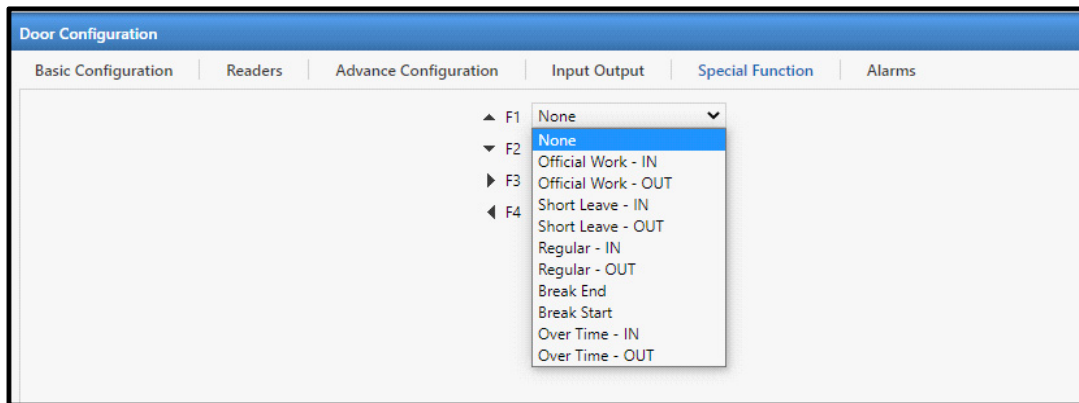 Door Configuration
Basic Configuration Readers Advance Configuration Input Output Special Function Alarms
F1 None
None
F2
Official Work - IN
Official Work - OUT
F3
Short Leave - IN
F4
Short Leave - OUT
Regular - IN
Regular - OUT
Break End
Break Start
Over Time - IN
Over Time - OUT